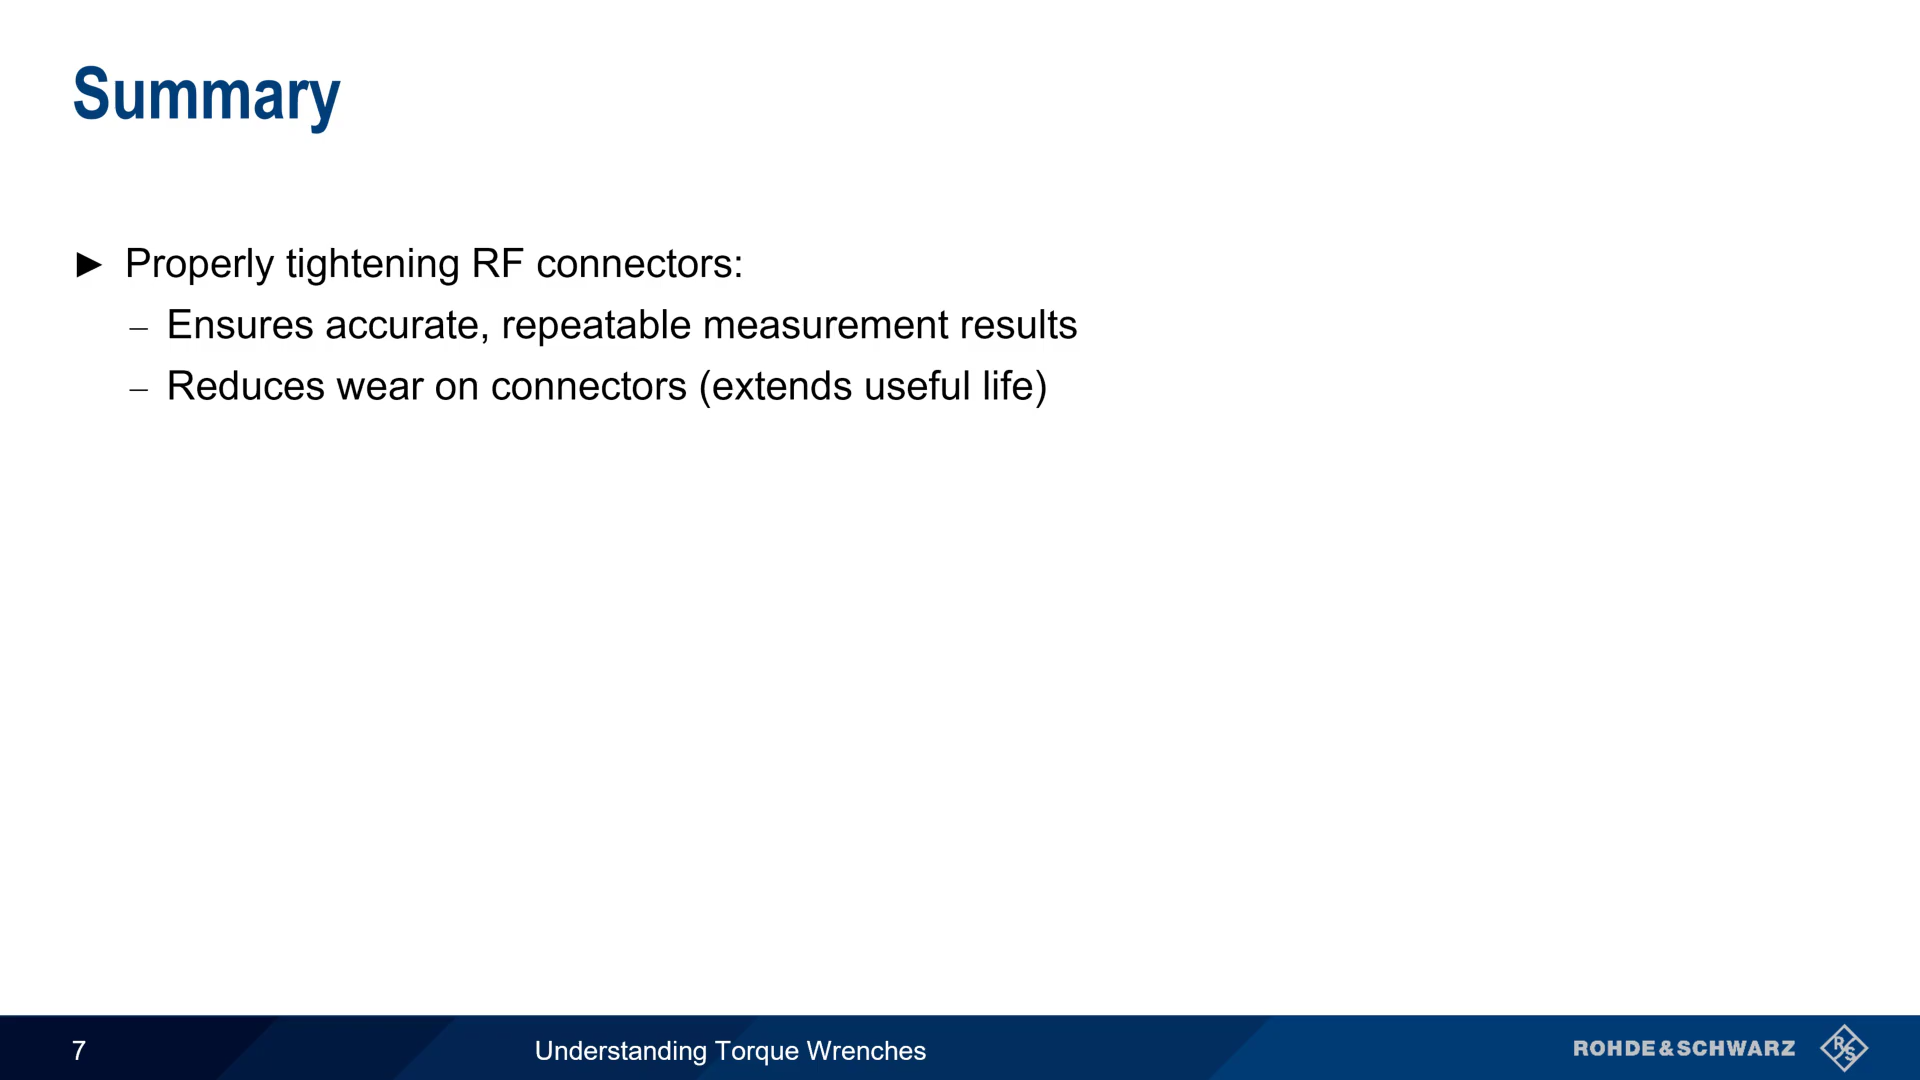 Summary
► Properly tightening RF connectors:
– Ensures accurate, repeatable measurement results
– Reduces wear on connectors (extends useful life)
7
Understanding Torque Wrenches
ROHDE&SCHWARZ
R&S